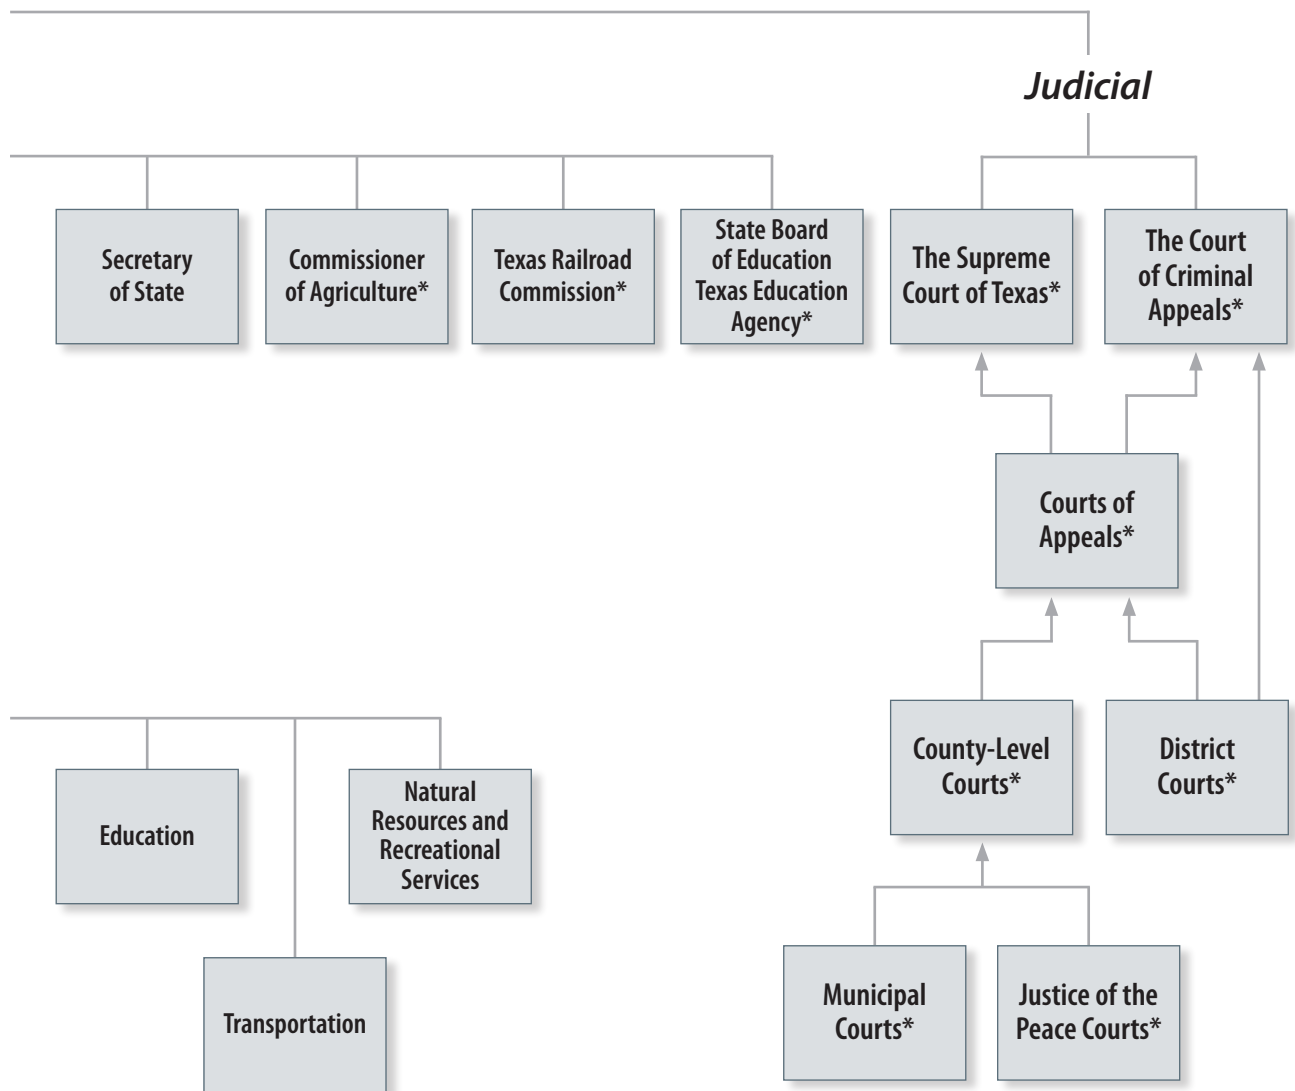 Judicial
Secretary
of State
Commissioner
of Agriculture*
Texas Railroad
Commission*
State Board
of Education
Texas Education
Agency*
The Supreme
Court of Texas*
The Court
of Criminal
Appeals*
Courts of
Appeals*
County-Level
Courts*
District
Courts*
Education
Natural
Resources and
Recreational
Services
Transportation
Municipal
Courts*
Justice of the
Peace Courts*